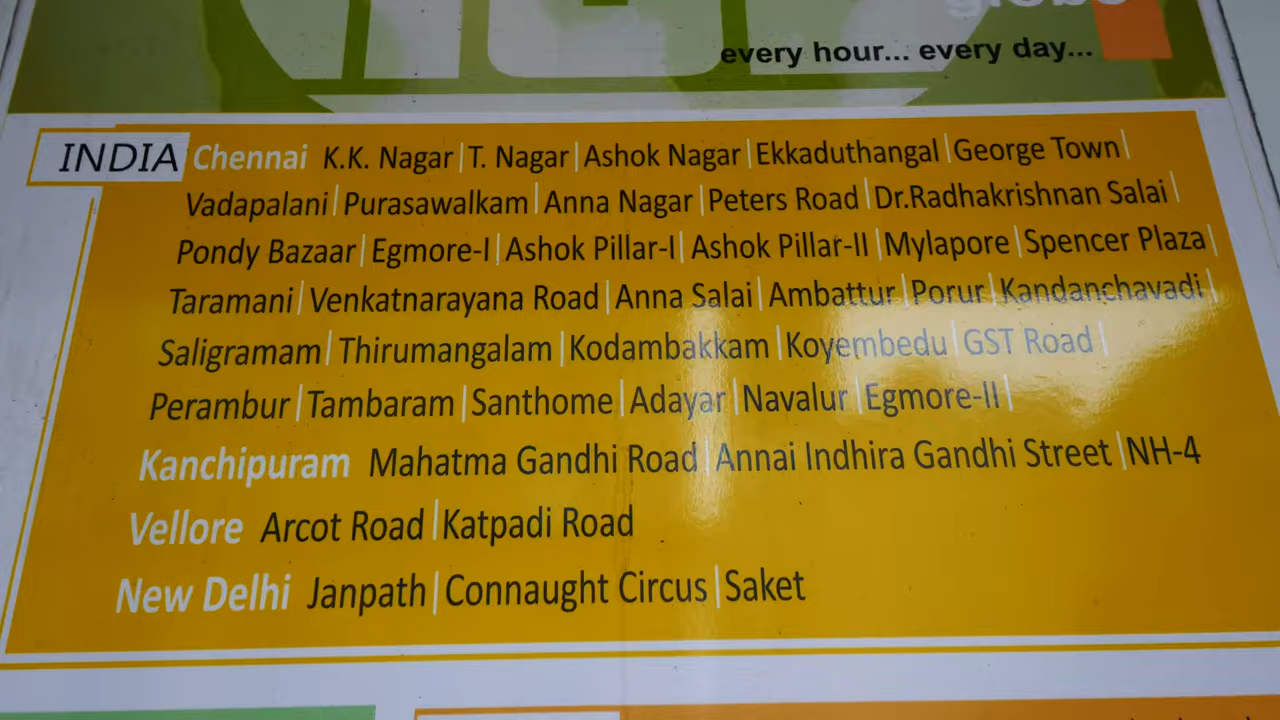 globe
every hour... every day...
INDIA Chennai K.K. Nagar|T. Nagar|Ashok Nagar|Ekkaduthangal|George Town|
Vadapalani|Purasawalkam|Anna Nagar|Peters Road|Dr.Radhakrishnan Salai|
Pondy Bazaar|Egmore-I|Ashok Pillar-I|Ashok Pillar-II|Mylapore|Spencer Plaza|
Taramani|Venkatnarayana Road|Anna Salai|Ambattur|Porur|Kandanchavadi|
Saligramam|Thirumangalam|Kodambakkam|Koyembedu|GST Road|
Perambur|Tambaram|Santhome|Adayar|Navalur|Egmore-II|
Kanchipuram Mahatma Gandhi Road|Annai Indhira Gandhi Street|NH-4
Vellore Arcot Road|Katpadi Road
New Delhi Janpath|Connaught Circus|Saket